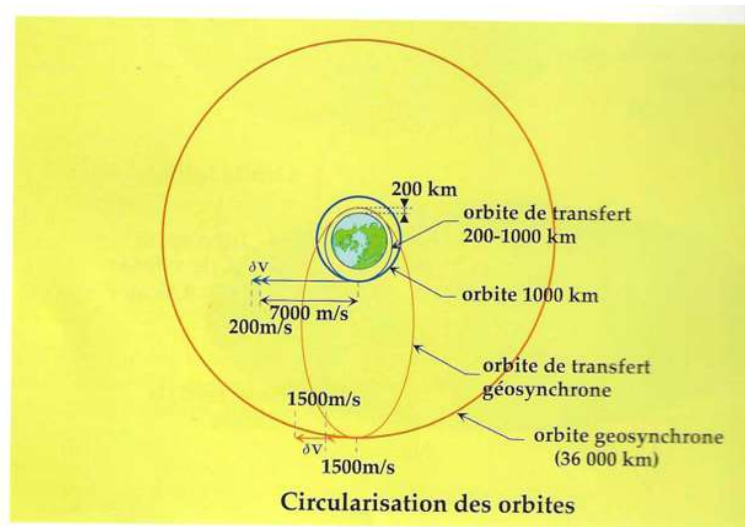 200 km
orbite de transfert
200-1000 km
δV
7000 m/s
200m/s
orbite 1000 km
orbite de transfert
géosynchrone
1500m/s
δV
1500m/s
orbite geosynchrone
(36 000 km)
Circularisation des orbites